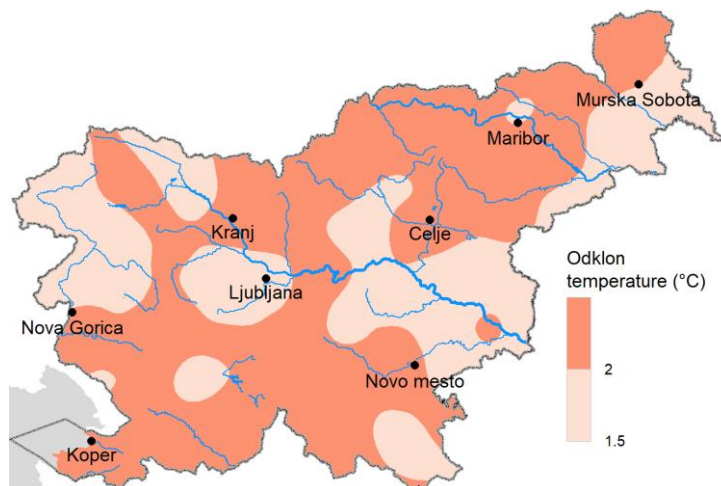 Murska Sobota
Maribor
Kranj
Celje
Ljubljana
Odklon
temperature (°C)
Nova Gorica
2
Novo mesto
Koper
1.5